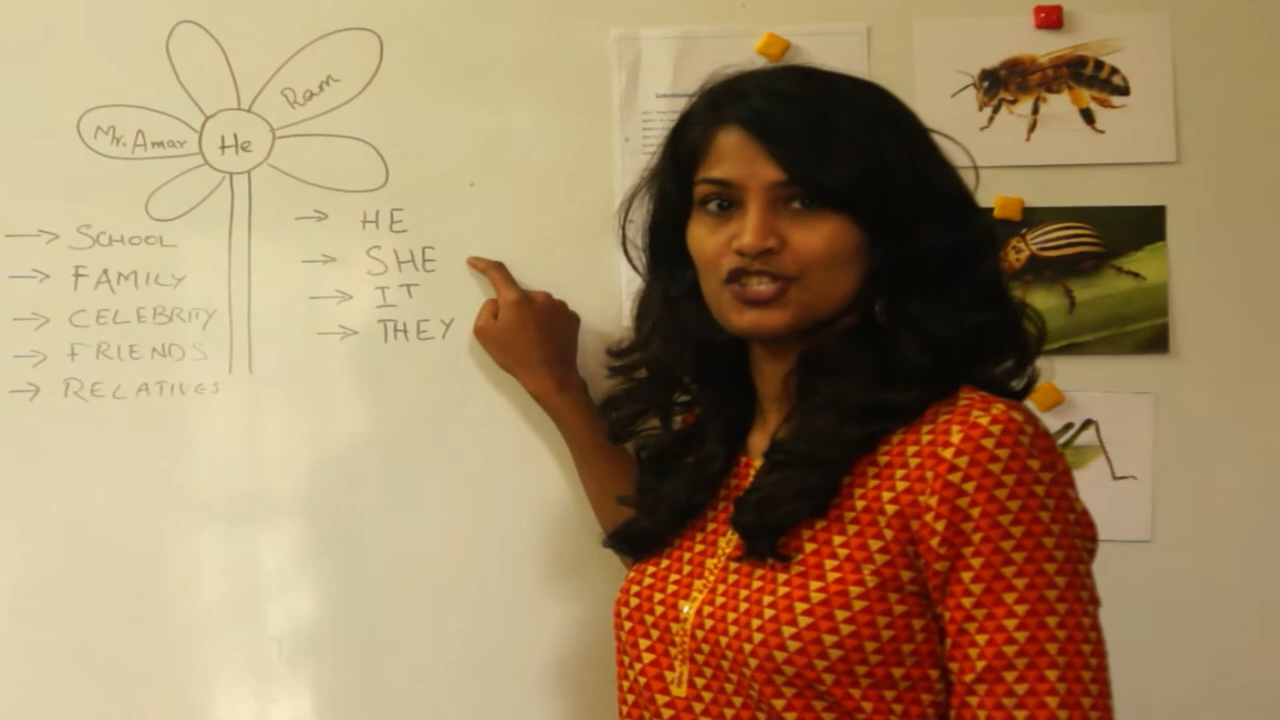 Ram
Mr. Amar
He
→ SCHOOL
→ FAMILY
→ CELEBRITY
→ FRIENDS
→ RELATIVES
→ HE
→ SHE
→ IT
→ THEY